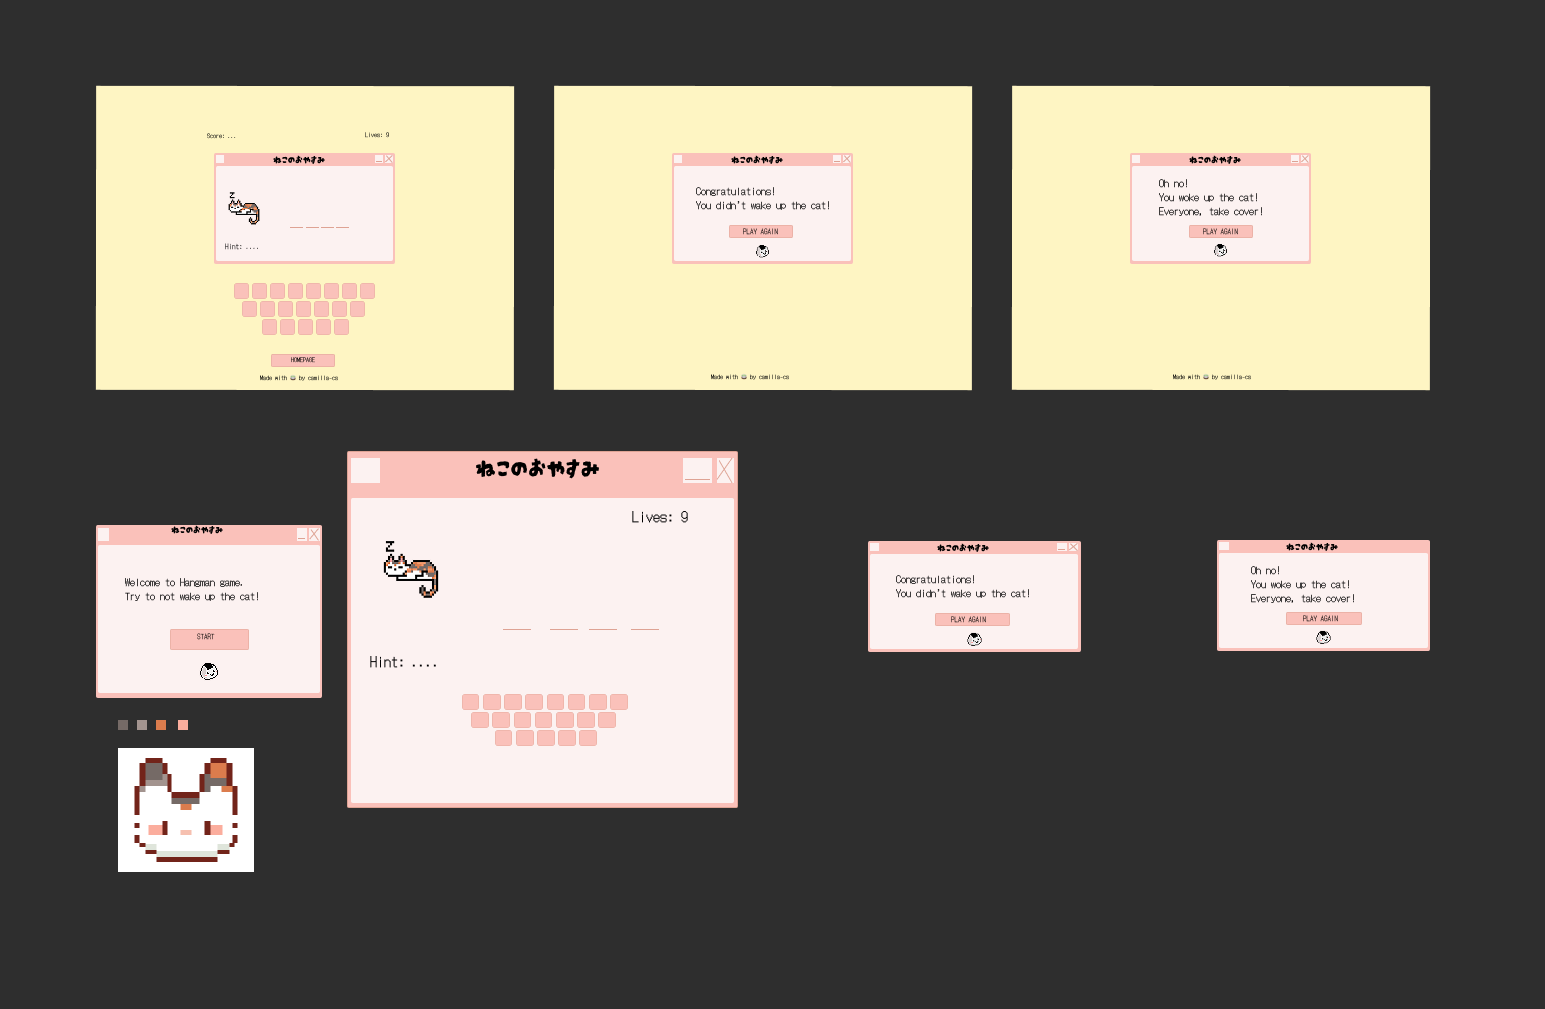 Score: ...
Lives: 9
ねこのおやすみ
Z
Hint: ....
HOMEPAGE
Made with by camilla-cs
ねこのおやすみ
Congratulations!
You didn't wake up the cat!
PLAY AGAIN
Made with by camilla-cs
ねこのおやすみ
Oh no!
You woke up the cat!
Everyone, take cover!
PLAY AGAIN
Made with by camilla-cs
ねこのおやすみ
Welcome to Hangman game.
Try to not wake up the cat!
START
ねこのおやすみ
Lives: 9
Z
Hint: ....
ねこのおやすみ
Congratulations!
You didn't wake up the cat!
PLAY AGAIN
ねこのおやすみ
Oh no!
You woke up the cat!
Everyone, take cover!
PLAY AGAIN